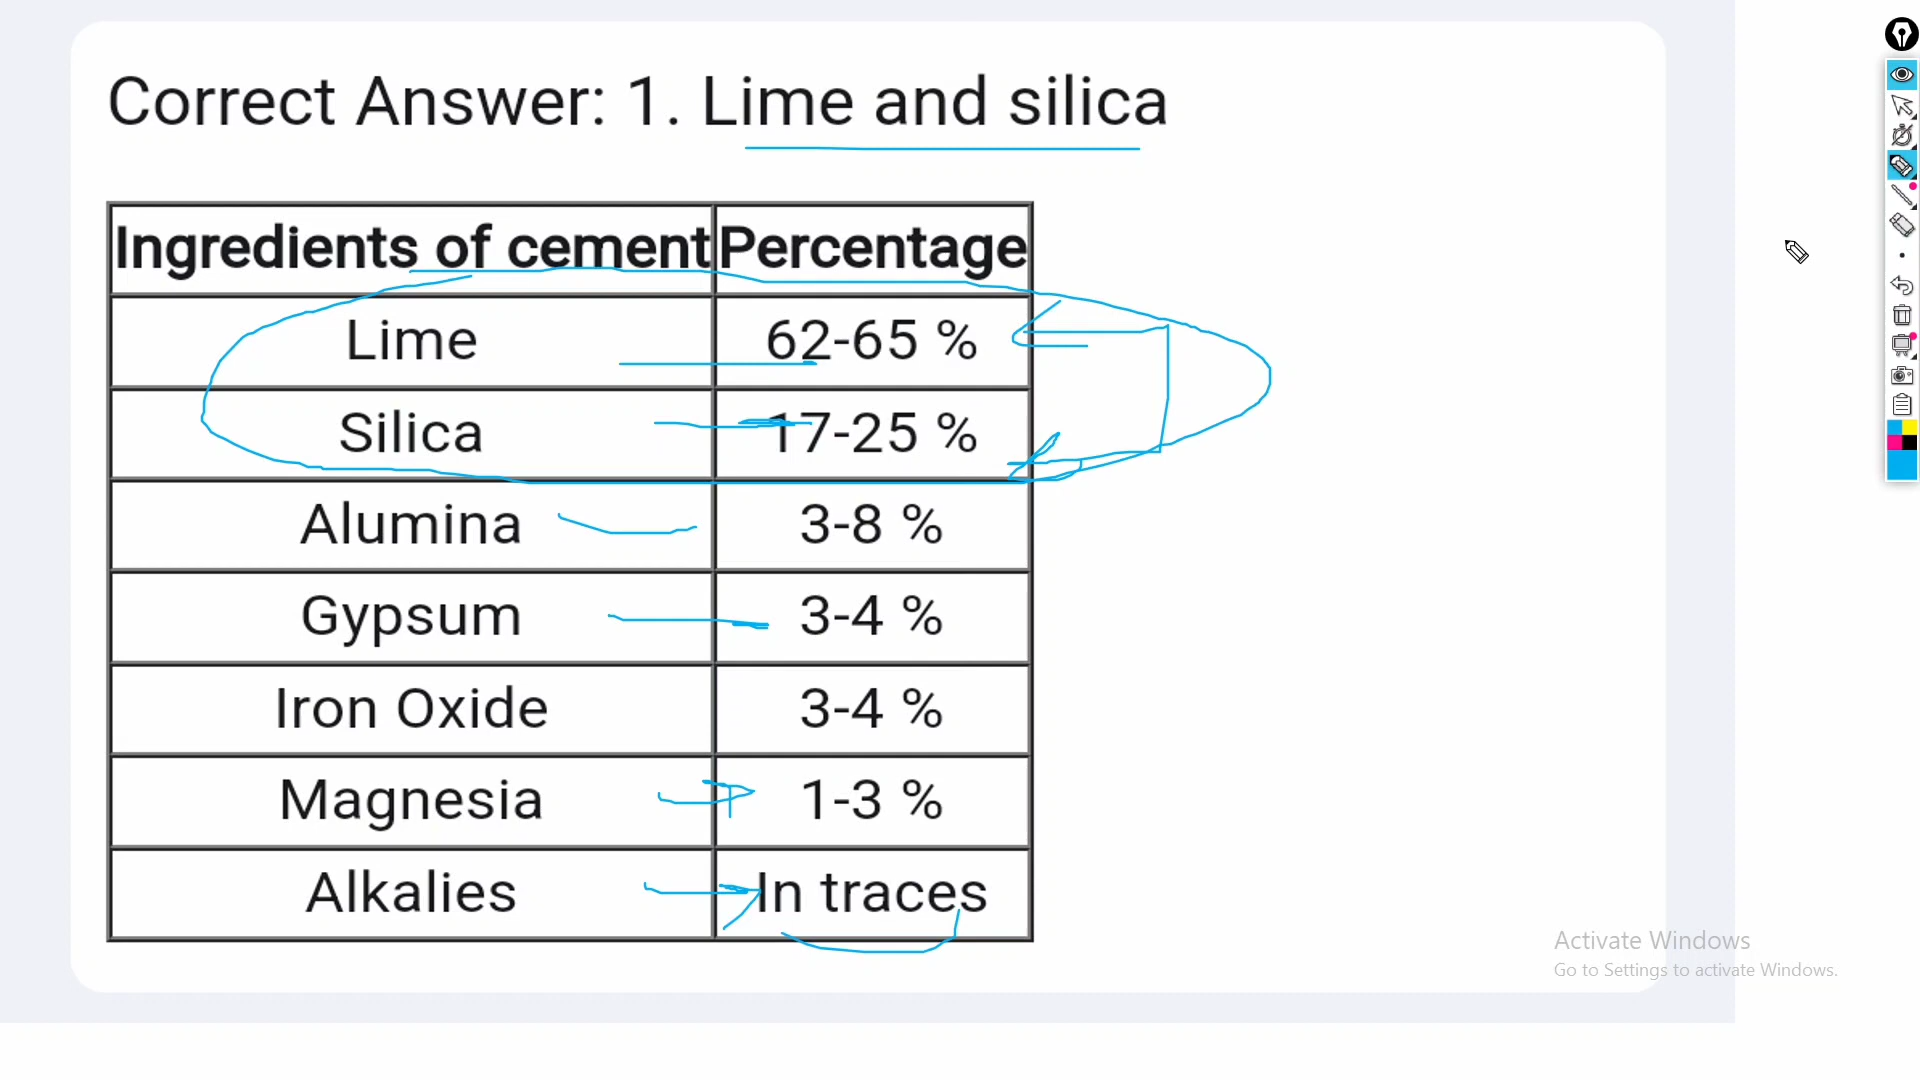 Correct Answer: 1. Lime and silica
Ingredients of cement Percentage
Lime 62-65 %
Silica 17-25 %
Alumina 3-8 %
Gypsum 3-4 %
Iron Oxide 3-4 %
Magnesia 1-3 %
Alkalies In traces
Activate Windows
Go to Settings to activate Windows.